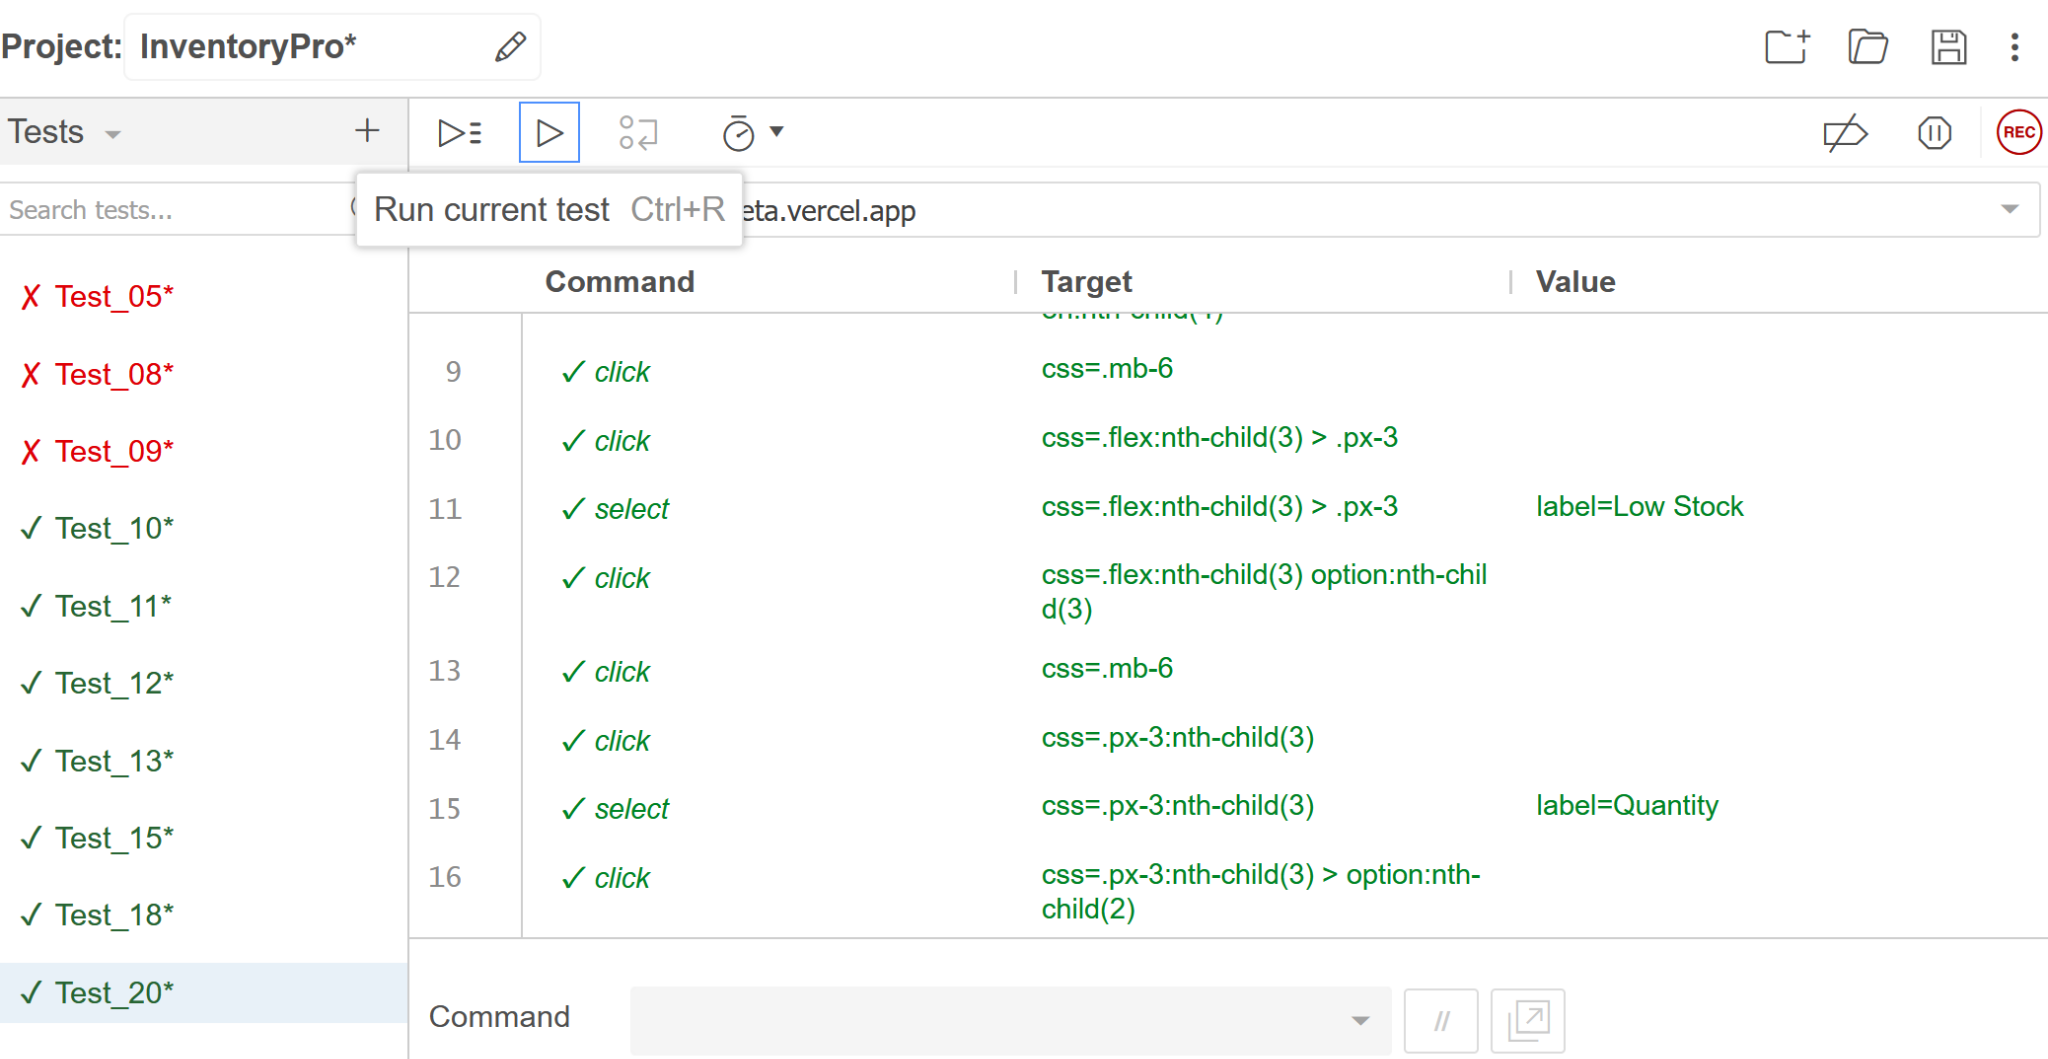 Project: InventoryPro*
Tests
REC
Search tests...
Run current test Ctrl+R
eta.vercel.app
Command Target Value
✗ Test_05*
✗ Test_08*
✗ Test_09*
✓ Test_10*
✓ Test_11*
✓ Test_12*
✓ Test_13*
✓ Test_15*
✓ Test_18*
✓ Test_20*
9 ✓ click css=.mb-6
10 ✓ click css=.flex:nth-child(3) > .px-3
11 ✓ select css=.flex:nth-child(3) > .px-3 label=Low Stock
12 ✓ click css=.flex:nth-child(3) option:nth-chil
d(3)
13 ✓ click css=.mb-6
14 ✓ click css=.px-3:nth-child(3)
15 ✓ select css=.px-3:nth-child(3) label=Quantity
16 ✓ click css=.px-3:nth-child(3) > option:nth-
child(2)
Command //